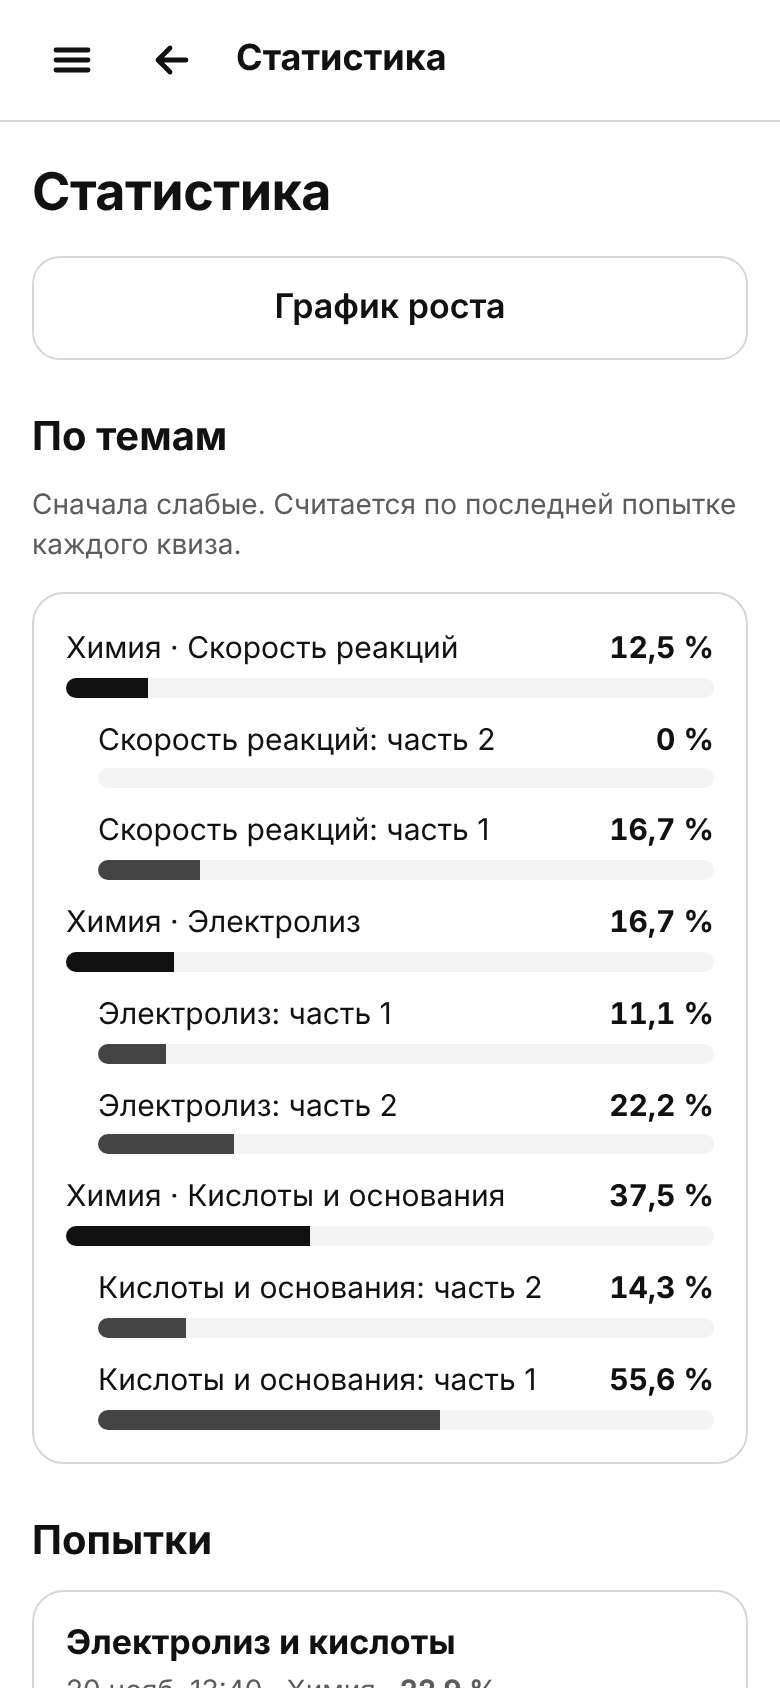 Статистика
Статистика
График роста
По темам
Сначала слабые. Считается по последней попытке
каждого квиза.
Химия · Скорость реакций 12,5 %
Скорость реакций: часть 2 0 %
Скорость реакций: часть 1 16,7 %
Химия · Электролиз 16,7 %
Электролиз: часть 1 11,1 %
Электролиз: часть 2 22,2 %
Химия · Кислоты и основания 37,5 %
Кислоты и основания: часть 2 14,3 %
Кислоты и основания: часть 1 55,6 %
Попытки
Электролиз и кислоты
нояб. Химия